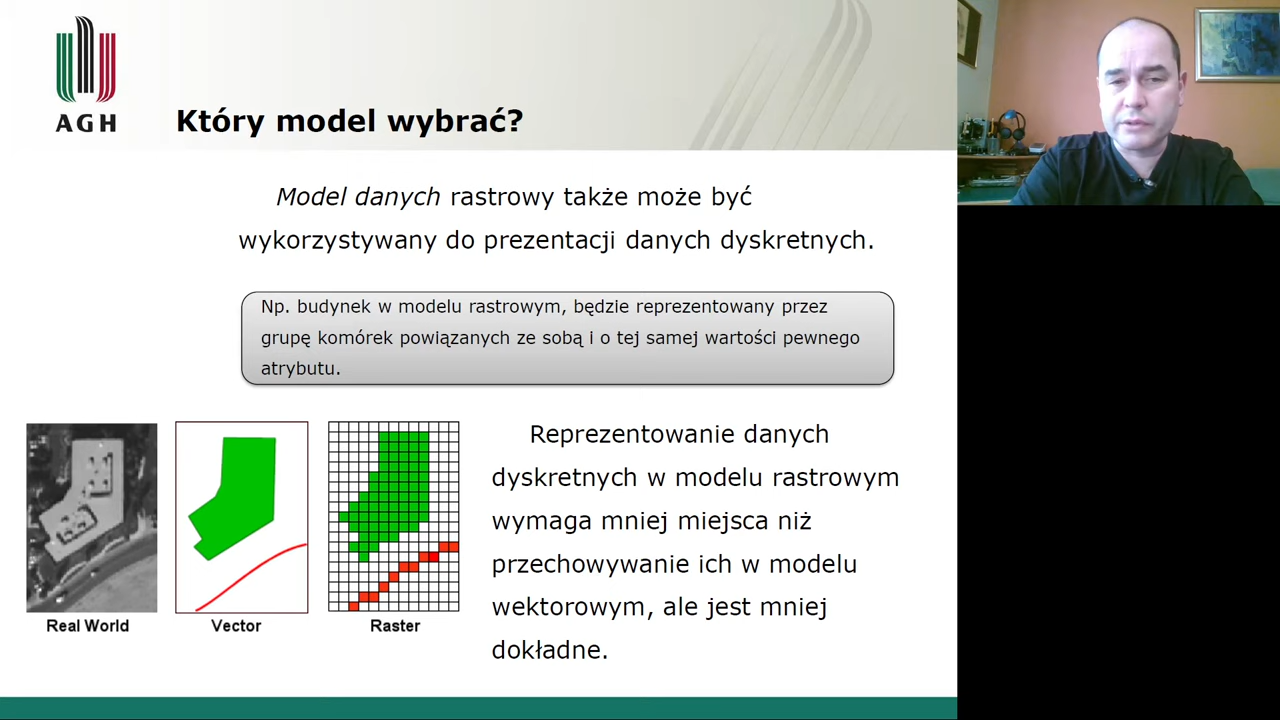 AGH
Który model wybrać?
Model danych rastrowy także może być
wykorzystywany do prezentacji danych dyskretnych.
Np. budynek w modelu rastrowym, będzie reprezentowany przez
grupę komórek powiązanych ze sobą i o tej samej wartości pewnego
atrybutu.
Real World
Vector
Raster
Reprezentowanie danych
dyskretnych w modelu rastrowym
wymaga mniej miejsca niż
przechowywanie ich w modelu
wektorowym, ale jest mniej
dokładne.